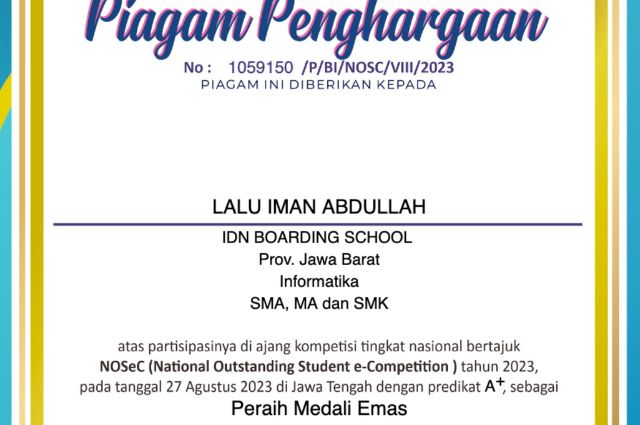 Piagam Penghargaan
No : 1059150 /P/BI/NOSC/VIII/2023
PIAGAM INI DIBERIKAN KEPADA
LALU IMAN ABDULLAH
IDN BOARDING SCHOOL
Prov. Jawa Barat
Informatika
SMA, MA dan SMK
atas partisipasinya di ajang kompetisi tingkat nasional bertajuk
NOSeC (National Outstanding Student e-Competition ) tahun 2023,
pada tanggal 27 Agustus 2023 di Jawa Tengah dengan predikat A+, sebagai
Peraih Medali Emas